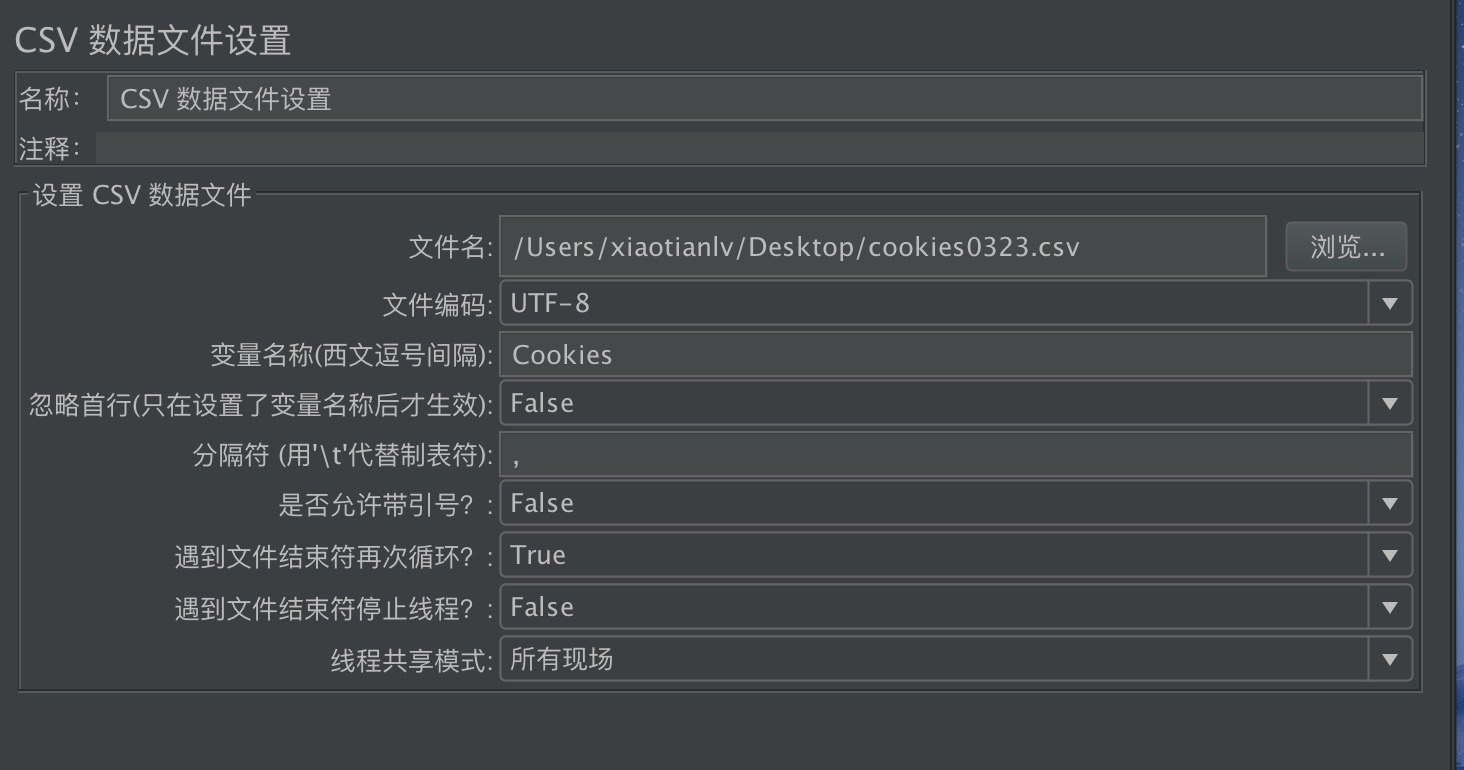 CSV 数据文件设置
名称: CSV 数据文件设置
注释:
设置 CSV 数据文件
文件名: /Users/xiaotianlv/Desktop/cookies0323.csv 浏览...
文件编码: UTF-8
变量名称(西文逗号间隔): Cookies
忽略首行(只在设置了变量名称后才生效): False
分隔符 (用'\t'代替制表符): ,
是否允许带引号？: False
遇到文件结束符再次循环？: True
遇到文件结束符停止线程？: False
线程共享模式: 所有现场